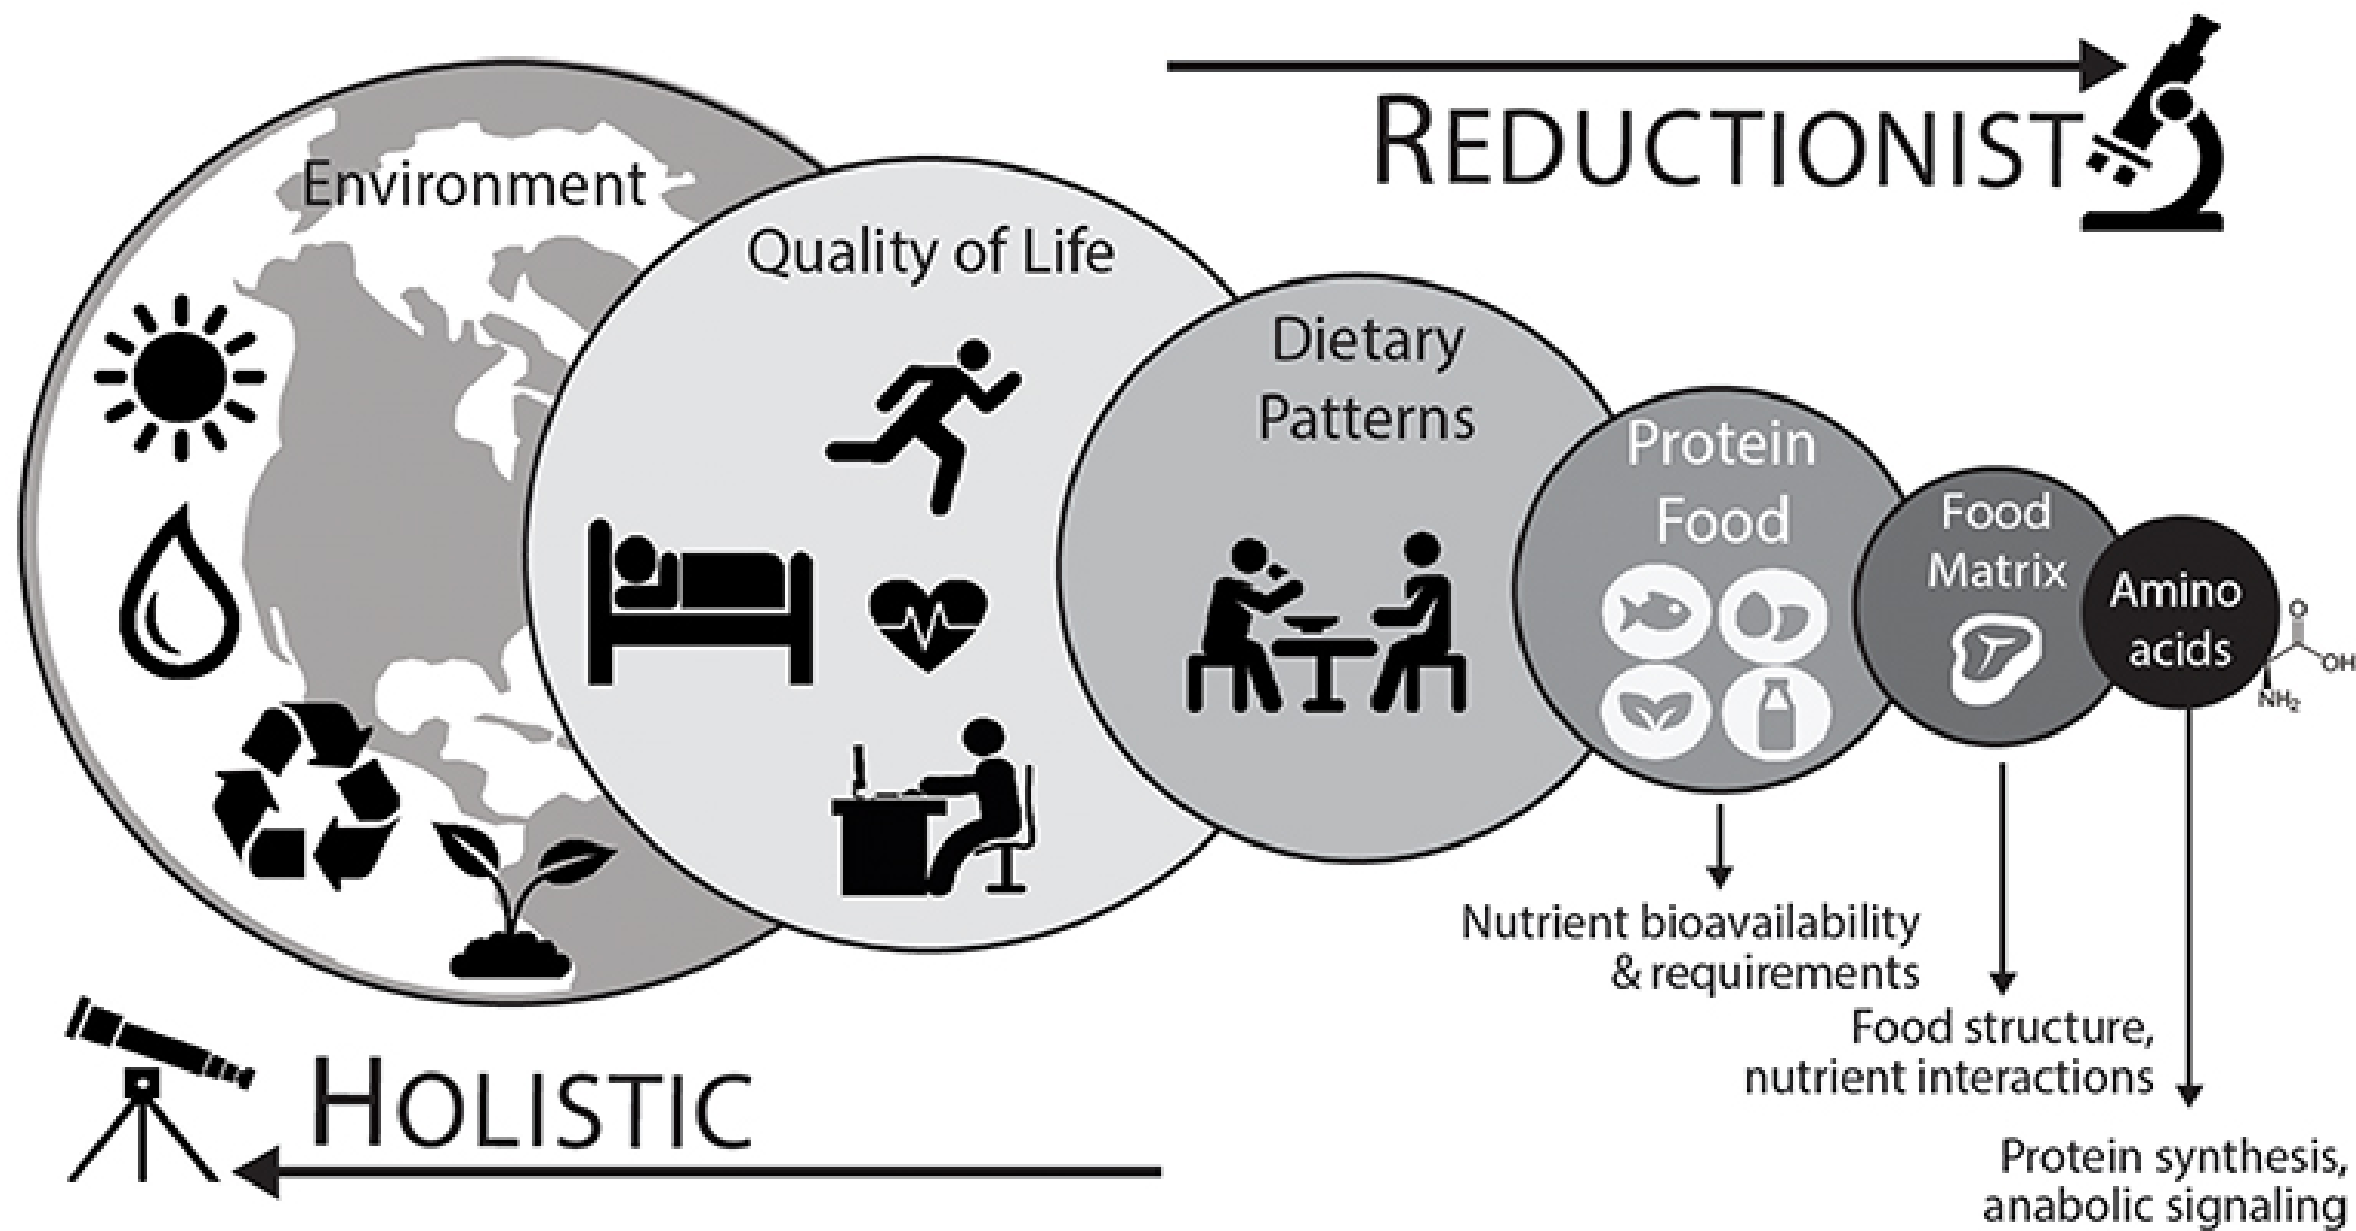 REDUCTIONIST
Environment
Quality of Life
Dietary
Patterns
Protein
Food
Food
Matrix
Amino
acids
O
OH
NH2
Nutrient bioavailability
& requirements
Food structure,
nutrient interactions
Protein synthesis,
anabolic signaling
HOLISTIC